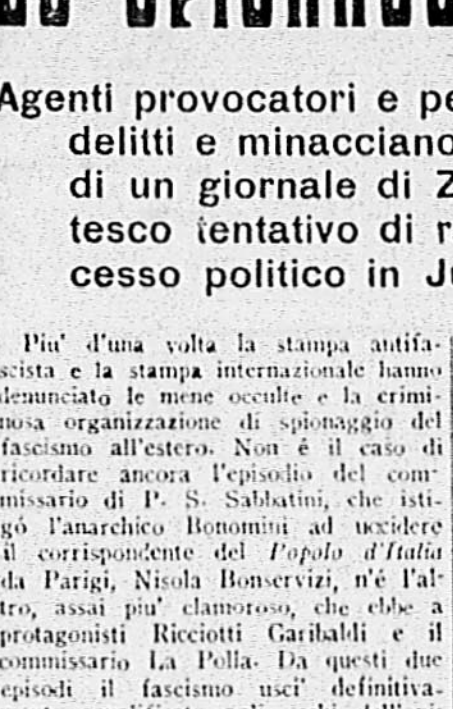 Agenti provocatori e pe
delitti e minacciano
di un giornale di Z
tesco tentativo di r
cesso politico in Ju
Piu' d'una volta la stampa antifa-
scista e la stampa internazionale hanno
denunciato le mene occulte e la crimi-
nosa organizzazione di spionaggio del
fascismo all'estero. Non é il caso di
ricordare ancora l'episodio del com-
missario di P. S. Sabbatini, che isti-
gó l'anarchico Bonomini ad uccidere
il corrispondente del Popolo d'Italia
da Parigi, Nisola Bonservizi, n'é l'al-
tro, assai piu' clamoroso, che ebbe a
protagonisti Ricciotti Garibaldi e il
commissario La Polla. Da questi due
episodi il fascismo usci' definitiva-